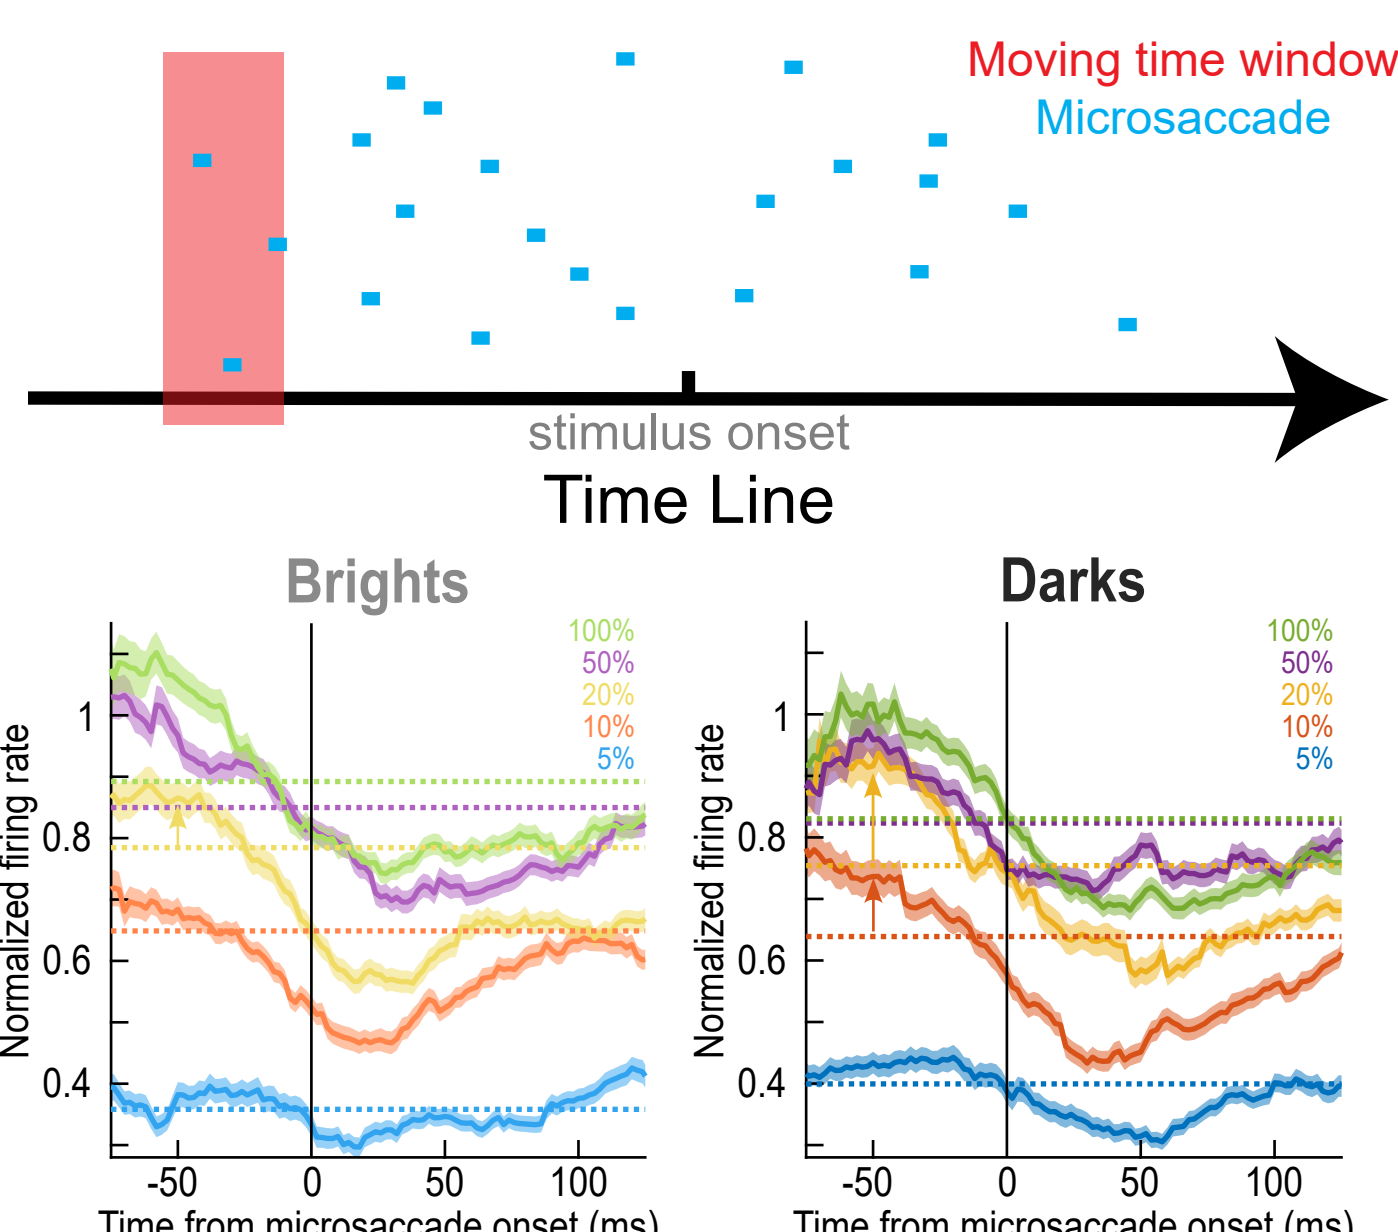 Moving time window
Microsaccade
stimulus onset
Time Line
Brights
Darks
100%
50%
20%
10%
5%
100%
50%
20%
10%
5%
Normalized firing rate
1
0.8
0.6
0.4
Normalized firing rate
1
0.8
0.6
0.4
-50 0 50 100
-50 0 50 100
Time from microsaccade onset (ms)
Time from microsaccade onset (ms)